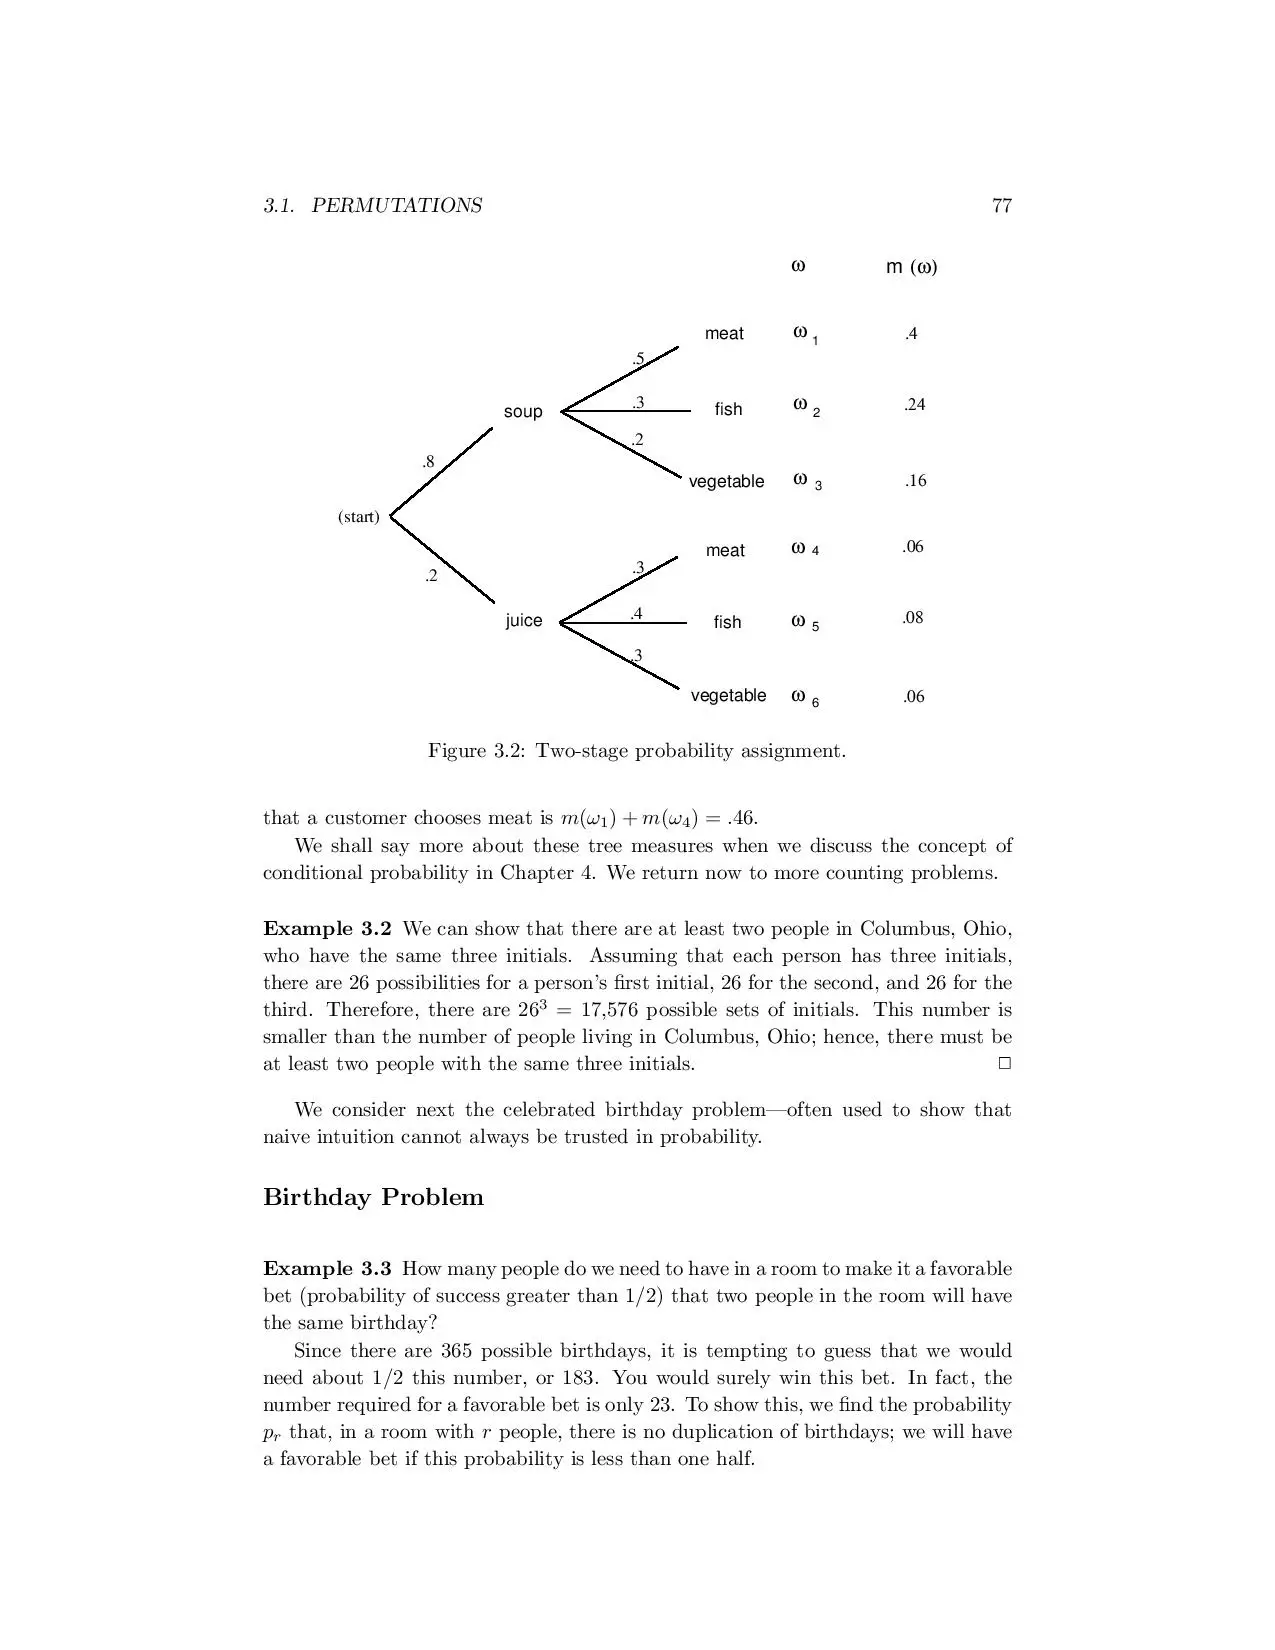 3.1. PERMUTATIONS 77
ω m (ω)
meat ω 1 .4
.5
soup .3 fish ω 2 .24
.2
.8 vegetable ω 3 .16
(start)
.2 meat ω 4 .06
.3
juice .4 fish ω 5 .08
.3
vegetable ω 6 .06
Figure 3.2: Two-stage probability assignment.
that a customer chooses meat is m(ω₁) + m(ω₄) = .46.
We shall say more about these tree measures when we discuss the concept of
conditional probability in Chapter 4. We return now to more counting problems.
Example 3.2 We can show that there are at least two people in Columbus, Ohio,
who have the same three initials. Assuming that each person has three initials,
there are 26 possibilities for a person's first initial, 26 for the second, and 26 for the
third. Therefore, there are 26³ = 17,576 possible sets of initials. This number is
smaller than the number of people living in Columbus, Ohio; hence, there must be
at least two people with the same three initials. □
We consider next the celebrated birthday problem—often used to show that
naive intuition cannot always be trusted in probability.
Birthday Problem
Example 3.3 How many people do we need to have in a room to make it a favorable
bet (probability of success greater than 1/2) that two people in the room will have
the same birthday?
Since there are 365 possible birthdays, it is tempting to guess that we would
need about 1/2 this number, or 183. You would surely win this bet. In fact, the
number required for a favorable bet is only 23. To show this, we find the probability
pᵣ that, in a room with r people, there is no duplication of birthdays; we will have
a favorable bet if this probability is less than one half.